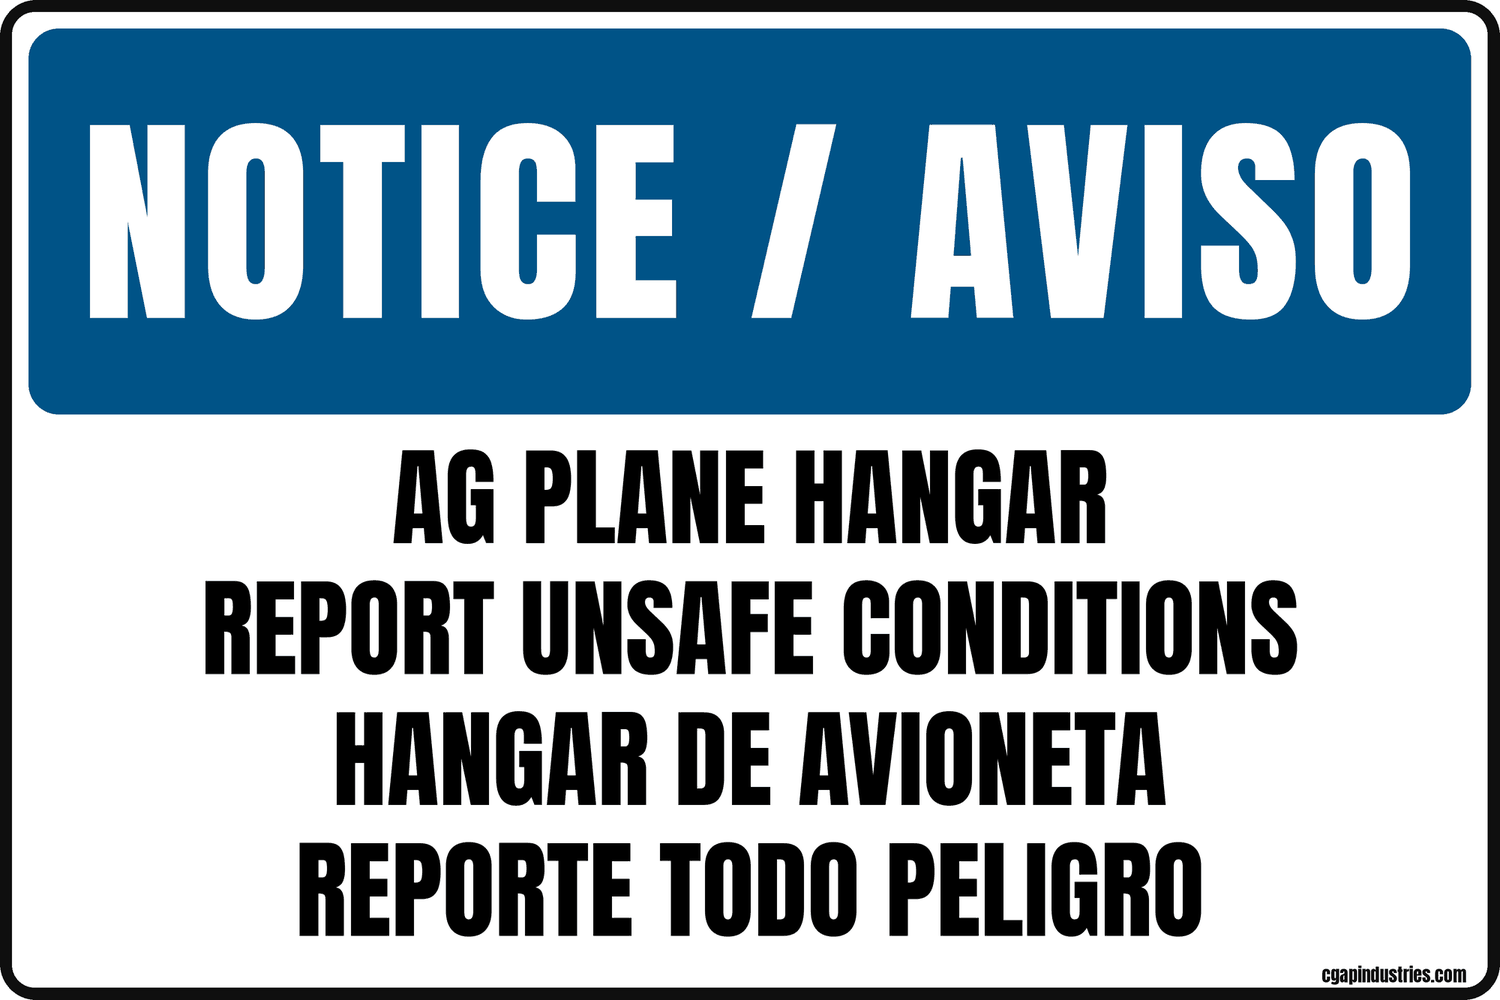 NOTICE / AVISO
AG PLANE HANGAR
REPORT UNSAFE CONDITIONS
HANGAR DE AVIONETA
REPORTE TODO PELIGRO
cgapindustries.com